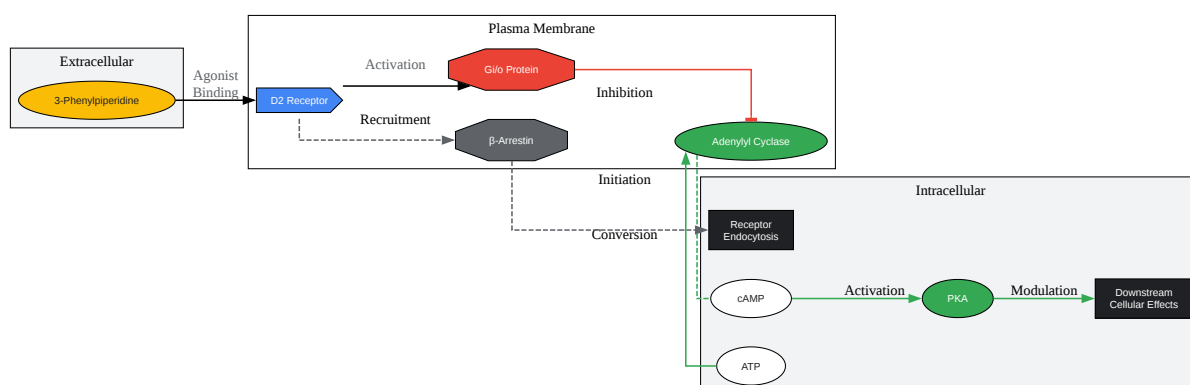 Plasma Membrane
Extracellular
Agonist
Binding
Activation
Gi/o Protein
3-Phenylpiperidine
D2 Receptor
Inhibition
Recruitment
β-Arrestin
Adenylyl Cyclase
Initiation
Intracellular
Receptor
Endocytosis
Conversion
cAMP
Activation
PKA
Modulation
Downstream
Cellular Effects
ATP